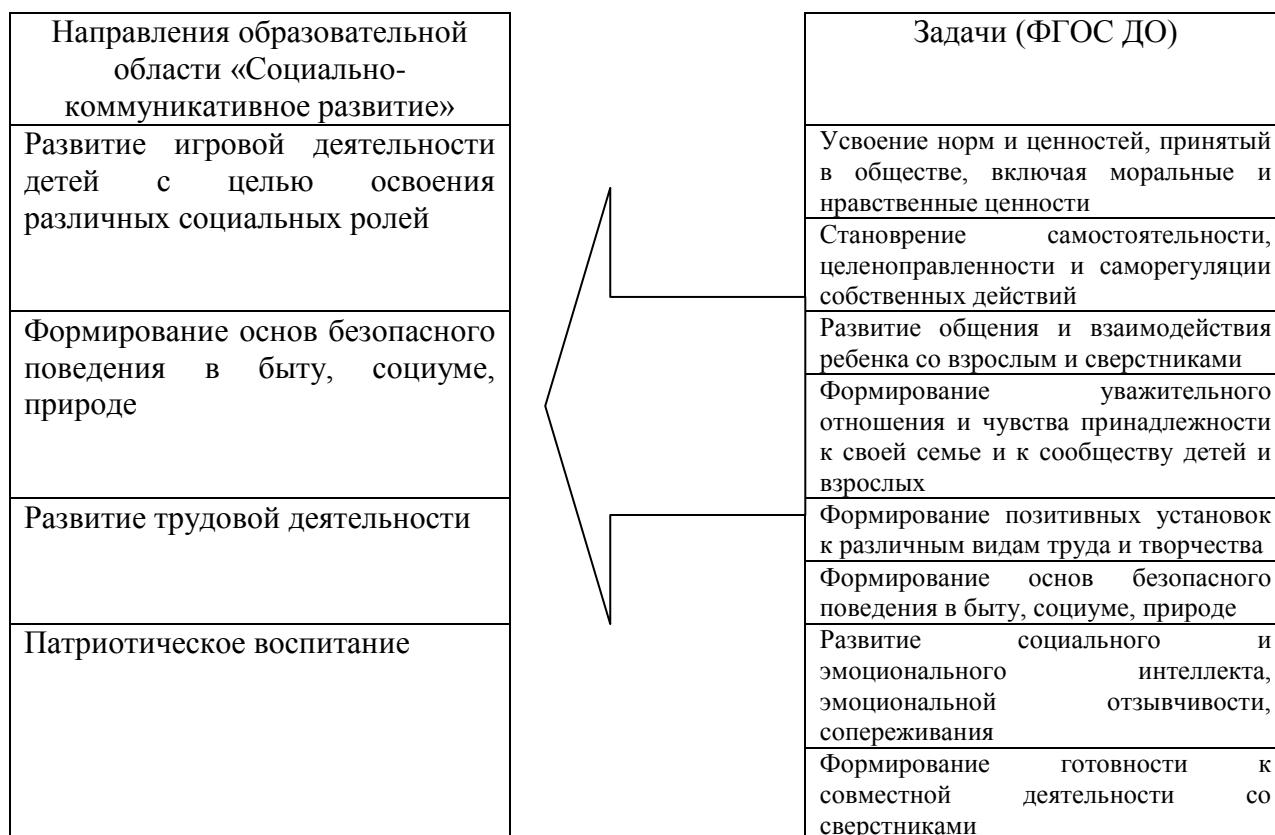 Направления образовательной
области «Социально-
коммуникативное развитие»
Развитие игровой деятельности
детей с целью освоения
различных социальных ролей
Формирование основ безопасного
поведения в быту, социуме,
природе
Развитие трудовой деятельности
Патриотическое воспитание
Задачи (ФГОС ДО)
Усвоение норм и ценностей, принятый
в обществе, включая моральные и
нравственные ценности
Становрение самостоятельности,
целеноправленности и саморегуляции
собственных действий
Развитие общения и взаимодействия
ребенка со взрослым и сверстниками
Формирование уважительного
отношения и чувства принадлежности
к своей семье и к сообществу детей и
взрослых
Формирование позитивных установок
к различным видам труда и творчества
Формирование основ безопасного
поведения в быту, социуме, природе
Развитие социального и
эмоционального интеллекта,
эмоциональной отзывчивости,
сопереживания
Формирование готовности к
совместной деятельности со
сверстниками